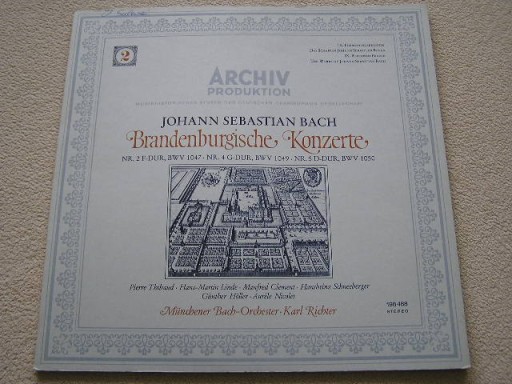 2
ARCHIV
PRODUKTION
JOHANN SEBASTIAN BACH
Brandenburgische Konzerte
NR. 2 F-DUR, BWV 1047 · NR. 4 G-DUR, BWV 1049 · NR. 5 D-DUR, BWV 1050
Pierre Thibaud · Hans-Martin Linde · Manfred Clement · Hansheinz Schneeberger
Günther Höller · Aurèle Nicolet
Münchener Bach-Orchester · Karl Richter
198 488
STEREO